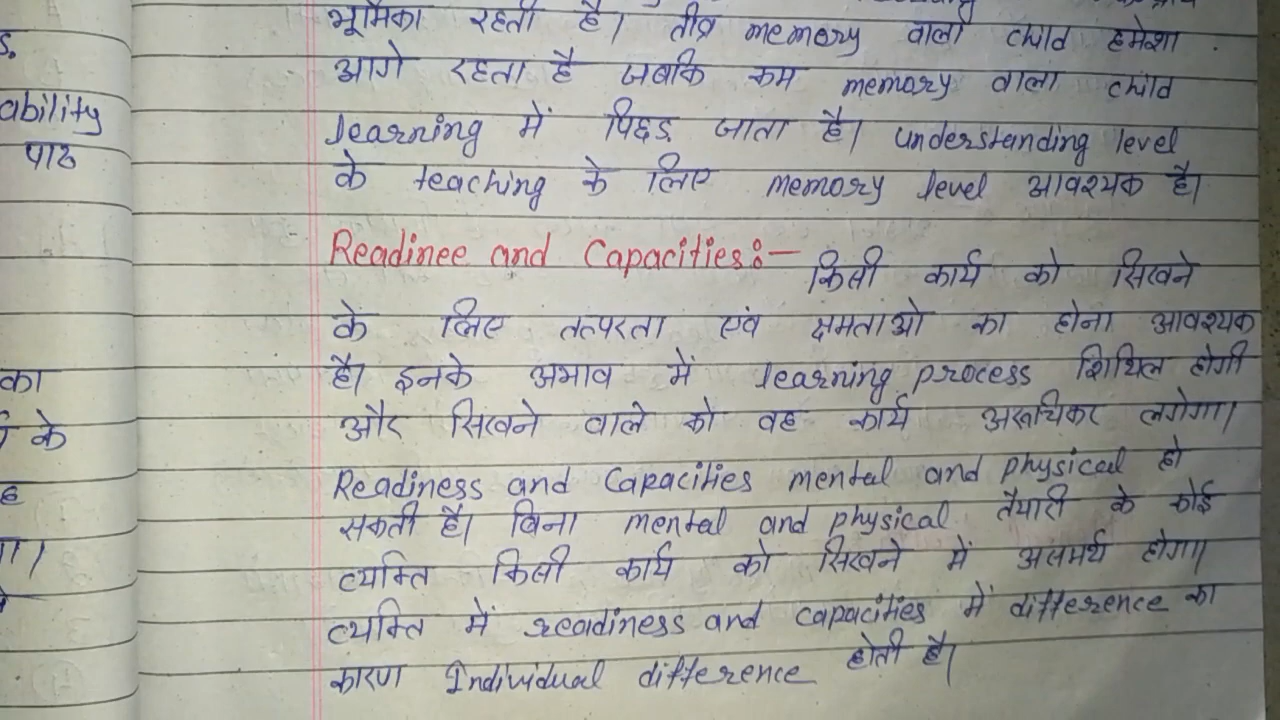 s.
ability
पाठ
का
के
भूमिका रहती है। तीव्र memory वाला child हमेशा
आगे रहता है जबकि कम memory वाला child
learning में पिछड़ जाता है। understanding level
के teaching के लिए memory level आवश्यक है।
Readinee and Capacities:—
किसी कार्य को सिखने
के लिए तत्परता एवं क्षमताओ का होना आवश्यक
है। इनके अभाव में learning process शिथिल होगी
और सिखने वाले को वह कार्य अरूचिकर लगेगा।
Readiness and Capacities mental and physical हो
सकती है। बिना mental and physical तैयारी के कोई
व्यक्ति किसी कार्य को सिखने में असमर्थ होगा।
व्यक्ति में readiness and capacities में difference का
कारण Individual difference होती है।